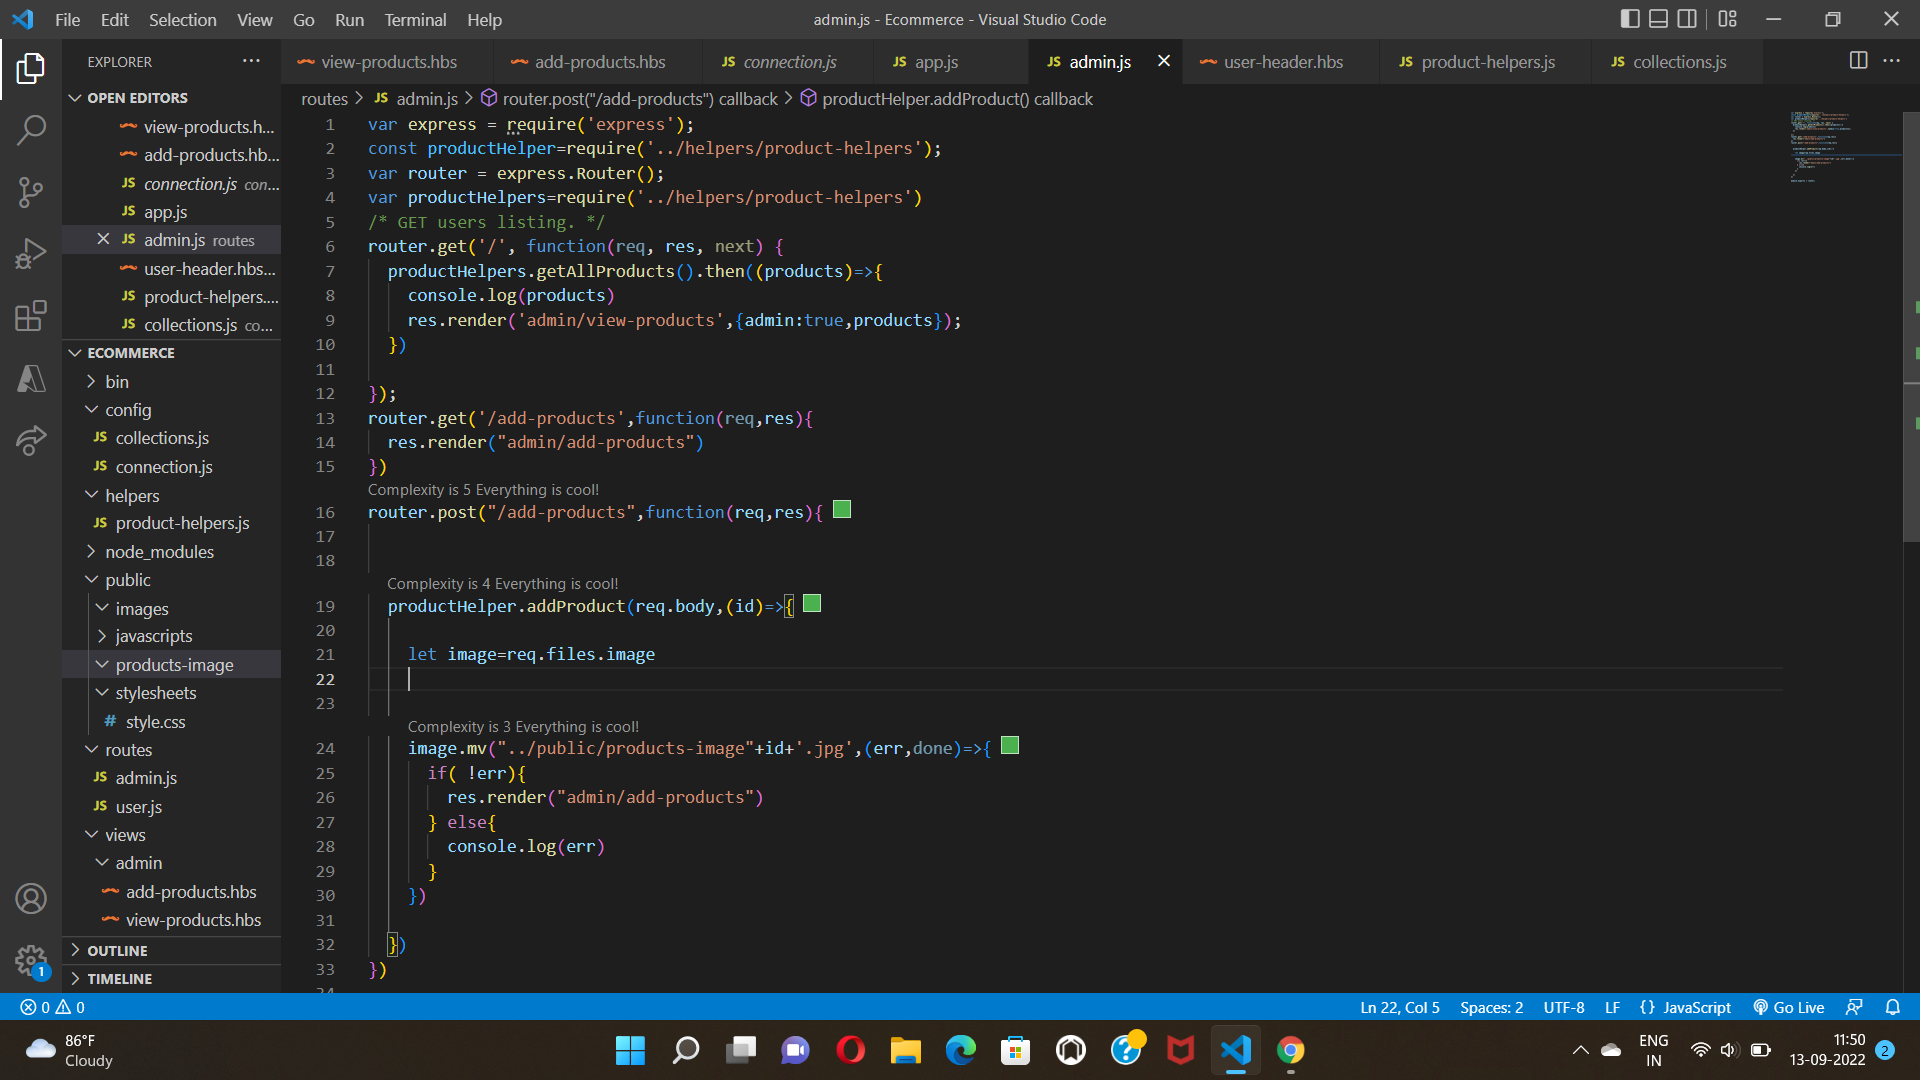 File Edit Selection View Go Run Terminal Help
admin.js - Ecommerce - Visual Studio Code
EXPLORER ...
view-products.hbs
add-products.hbs
JS connection.js
JS app.js
JS admin.js
user-header.hbs
JS product-helpers.js
JS collections.js
routes > JS admin.js > router.post("/add-products") callback > productHelper.addProduct() callback
OPEN EDITORS
view-products.h...
add-products.hb...
JS connection.js con...
JS app.js
JS admin.js routes
user-header.hbs...
JS product-helpers....
JS collections.js co...
ECOMMERCE
bin
config
JS collections.js
JS connection.js
helpers
JS product-helpers.js
node_modules
public
images
javascripts
products-image
stylesheets
# style.css
routes
JS admin.js
JS user.js
views
admin
add-products.hbs
view-products.hbs
OUTLINE
TIMELINE
1
1 var express = require('express');
2 const productHelper=require('../helpers/product-helpers');
3 var router = express.Router();
4 var productHelpers=require('../helpers/product-helpers')
5 /* GET users listing. */
6 router.get('/', function(req, res, next) {
7 productHelpers.getAllProducts().then((products)=>{
8 console.log(products)
9 res.render('admin/view-products',{admin:true,products});
10 })
11
12 });
13 router.get('/add-products',function(req,res){
14 res.render("admin/add-products")
15 })
Complexity is 5 Everything is cool!
16 router.post("/add-products",function(req,res){
17
18
Complexity is 4 Everything is cool!
19 productHelper.addProduct(req.body,(id)=>{
20
21 let image=req.files.image
22
23
Complexity is 3 Everything is cool!
24 image.mv("../public/products-image"+id+'.jpg',(err,done)=>{
25 if( !err){
26 res.render("admin/add-products")
27 } else{
28 console.log(err)
29 }
30 })
31
32 })
33 })
0 0
Ln 22, Col 5 Spaces: 2 UTF-8 LF {} JavaScript Go Live
86°F
Cloudy
ENG
IN
11:50
13-09-2022
2